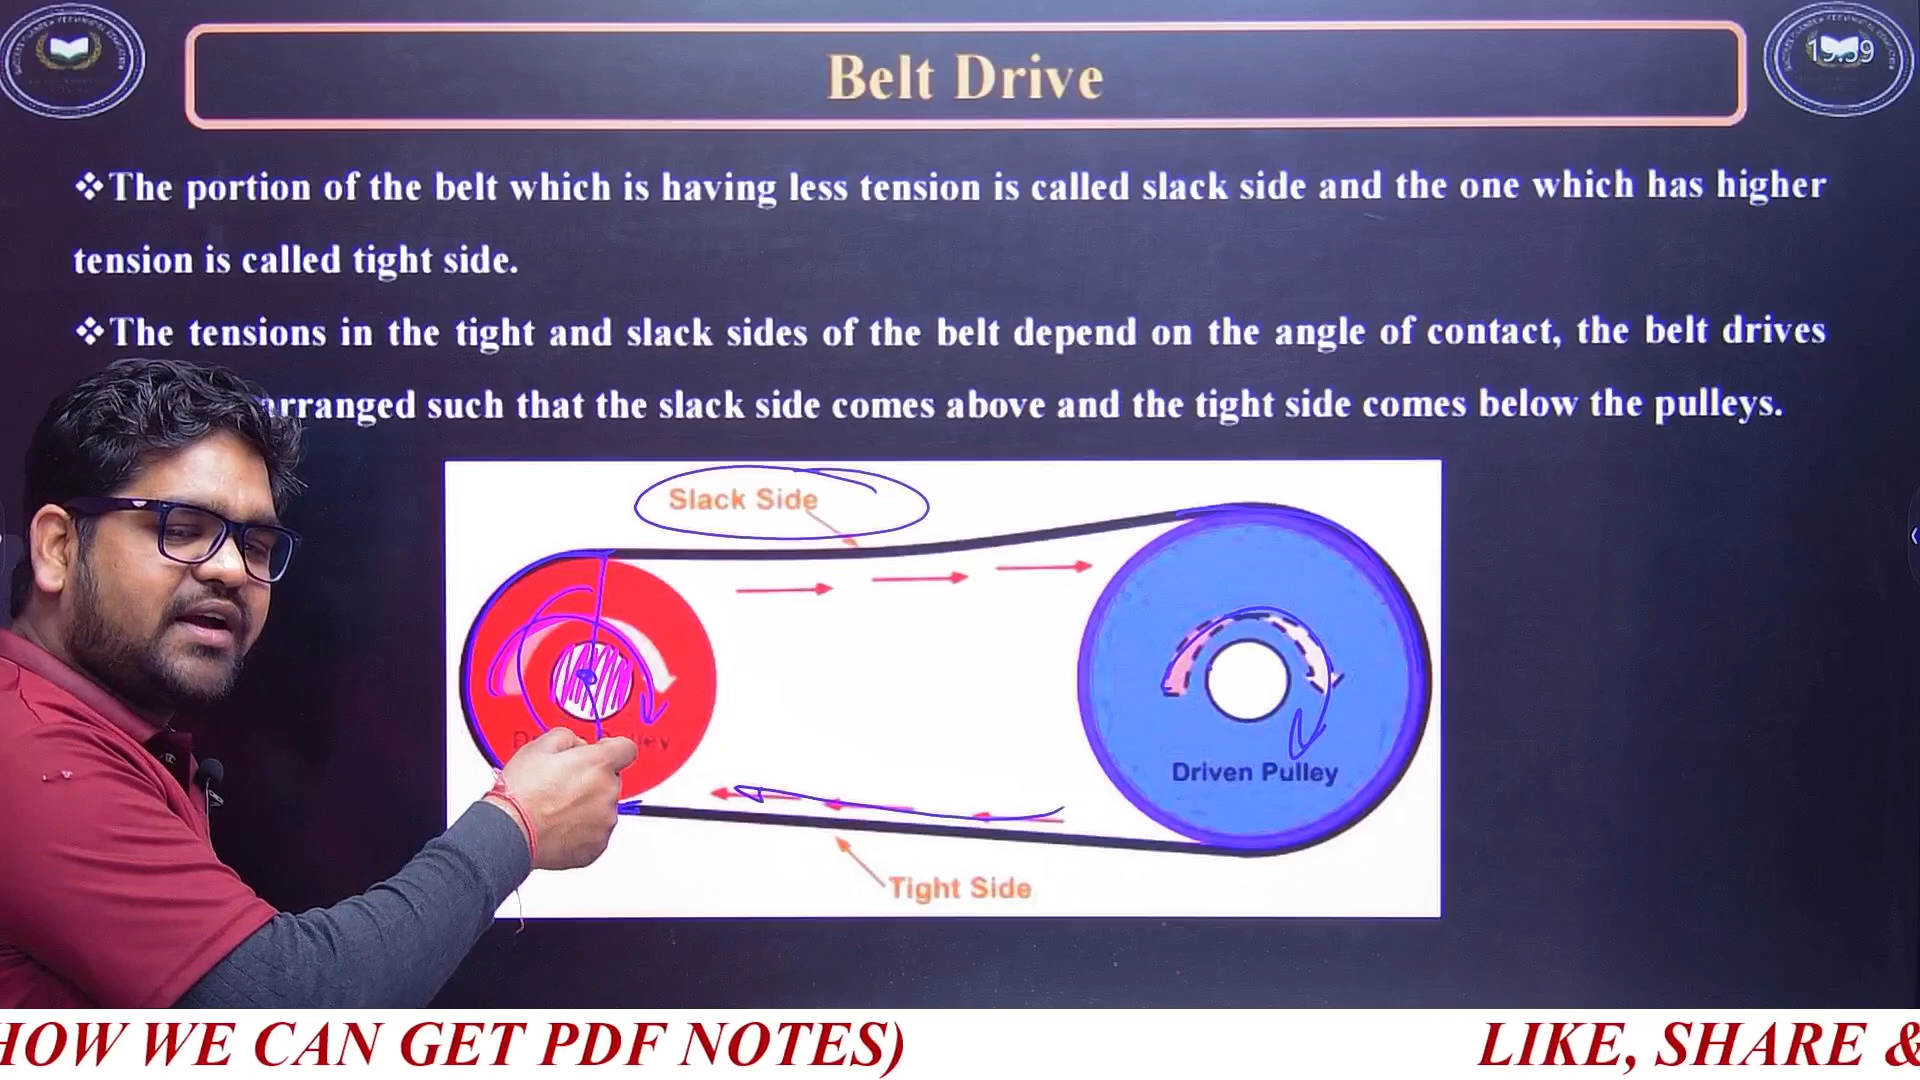 Belt Drive
❖The portion of the belt which is having less tension is called slack side and the one which has higher
tension is called tight side.
❖The tensions in the tight and slack sides of the belt depend on the angle of contact, the belt drives
arranged such that the slack side comes above and the tight side comes below the pulleys.
Slack Side
Driven Pulley
Tight Side
HOW WE CAN GET PDF NOTES)
LIKE, SHARE &